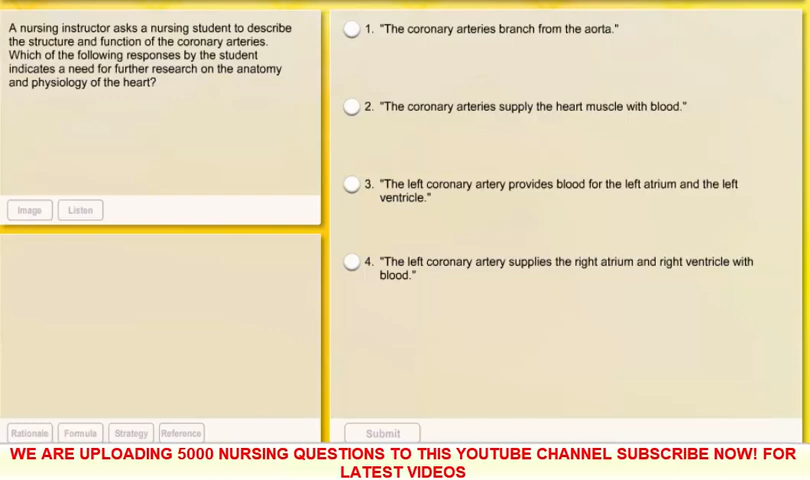 A nursing instructor asks a nursing student to describe
the structure and function of the coronary arteries.
Which of the following responses by the student
indicates a need for further research on the anatomy
and physiology of the heart?
Image
Listen
Rationale
Formula
Strategy
Reference
1. "The coronary arteries branch from the aorta."
2. "The coronary arteries supply the heart muscle with blood."
3. "The left coronary artery provides blood for the left atrium and the left
ventricle."
4. "The left coronary artery supplies the right atrium and right ventricle with
blood."
Submit
WE ARE UPLOADING 5000 NURSING QUESTIONS TO THIS YOUTUBE CHANNEL SUBSCRIBE NOW! FOR
LATEST VIDEOS